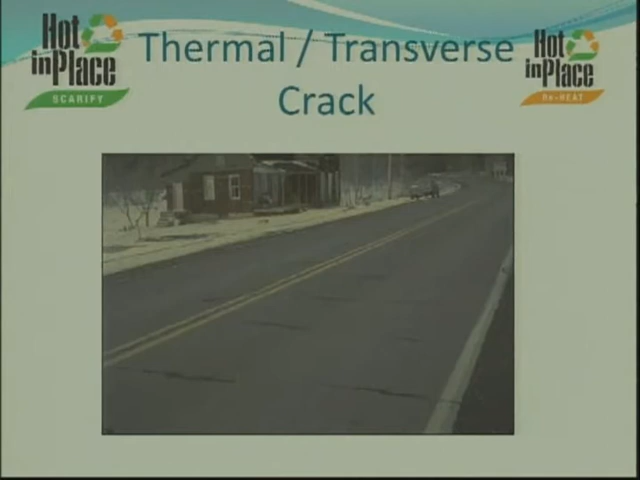 Hot
inPlace
SCARIFY
Thermal / Transverse
Crack
Hot
inPlace
Re-HEAT